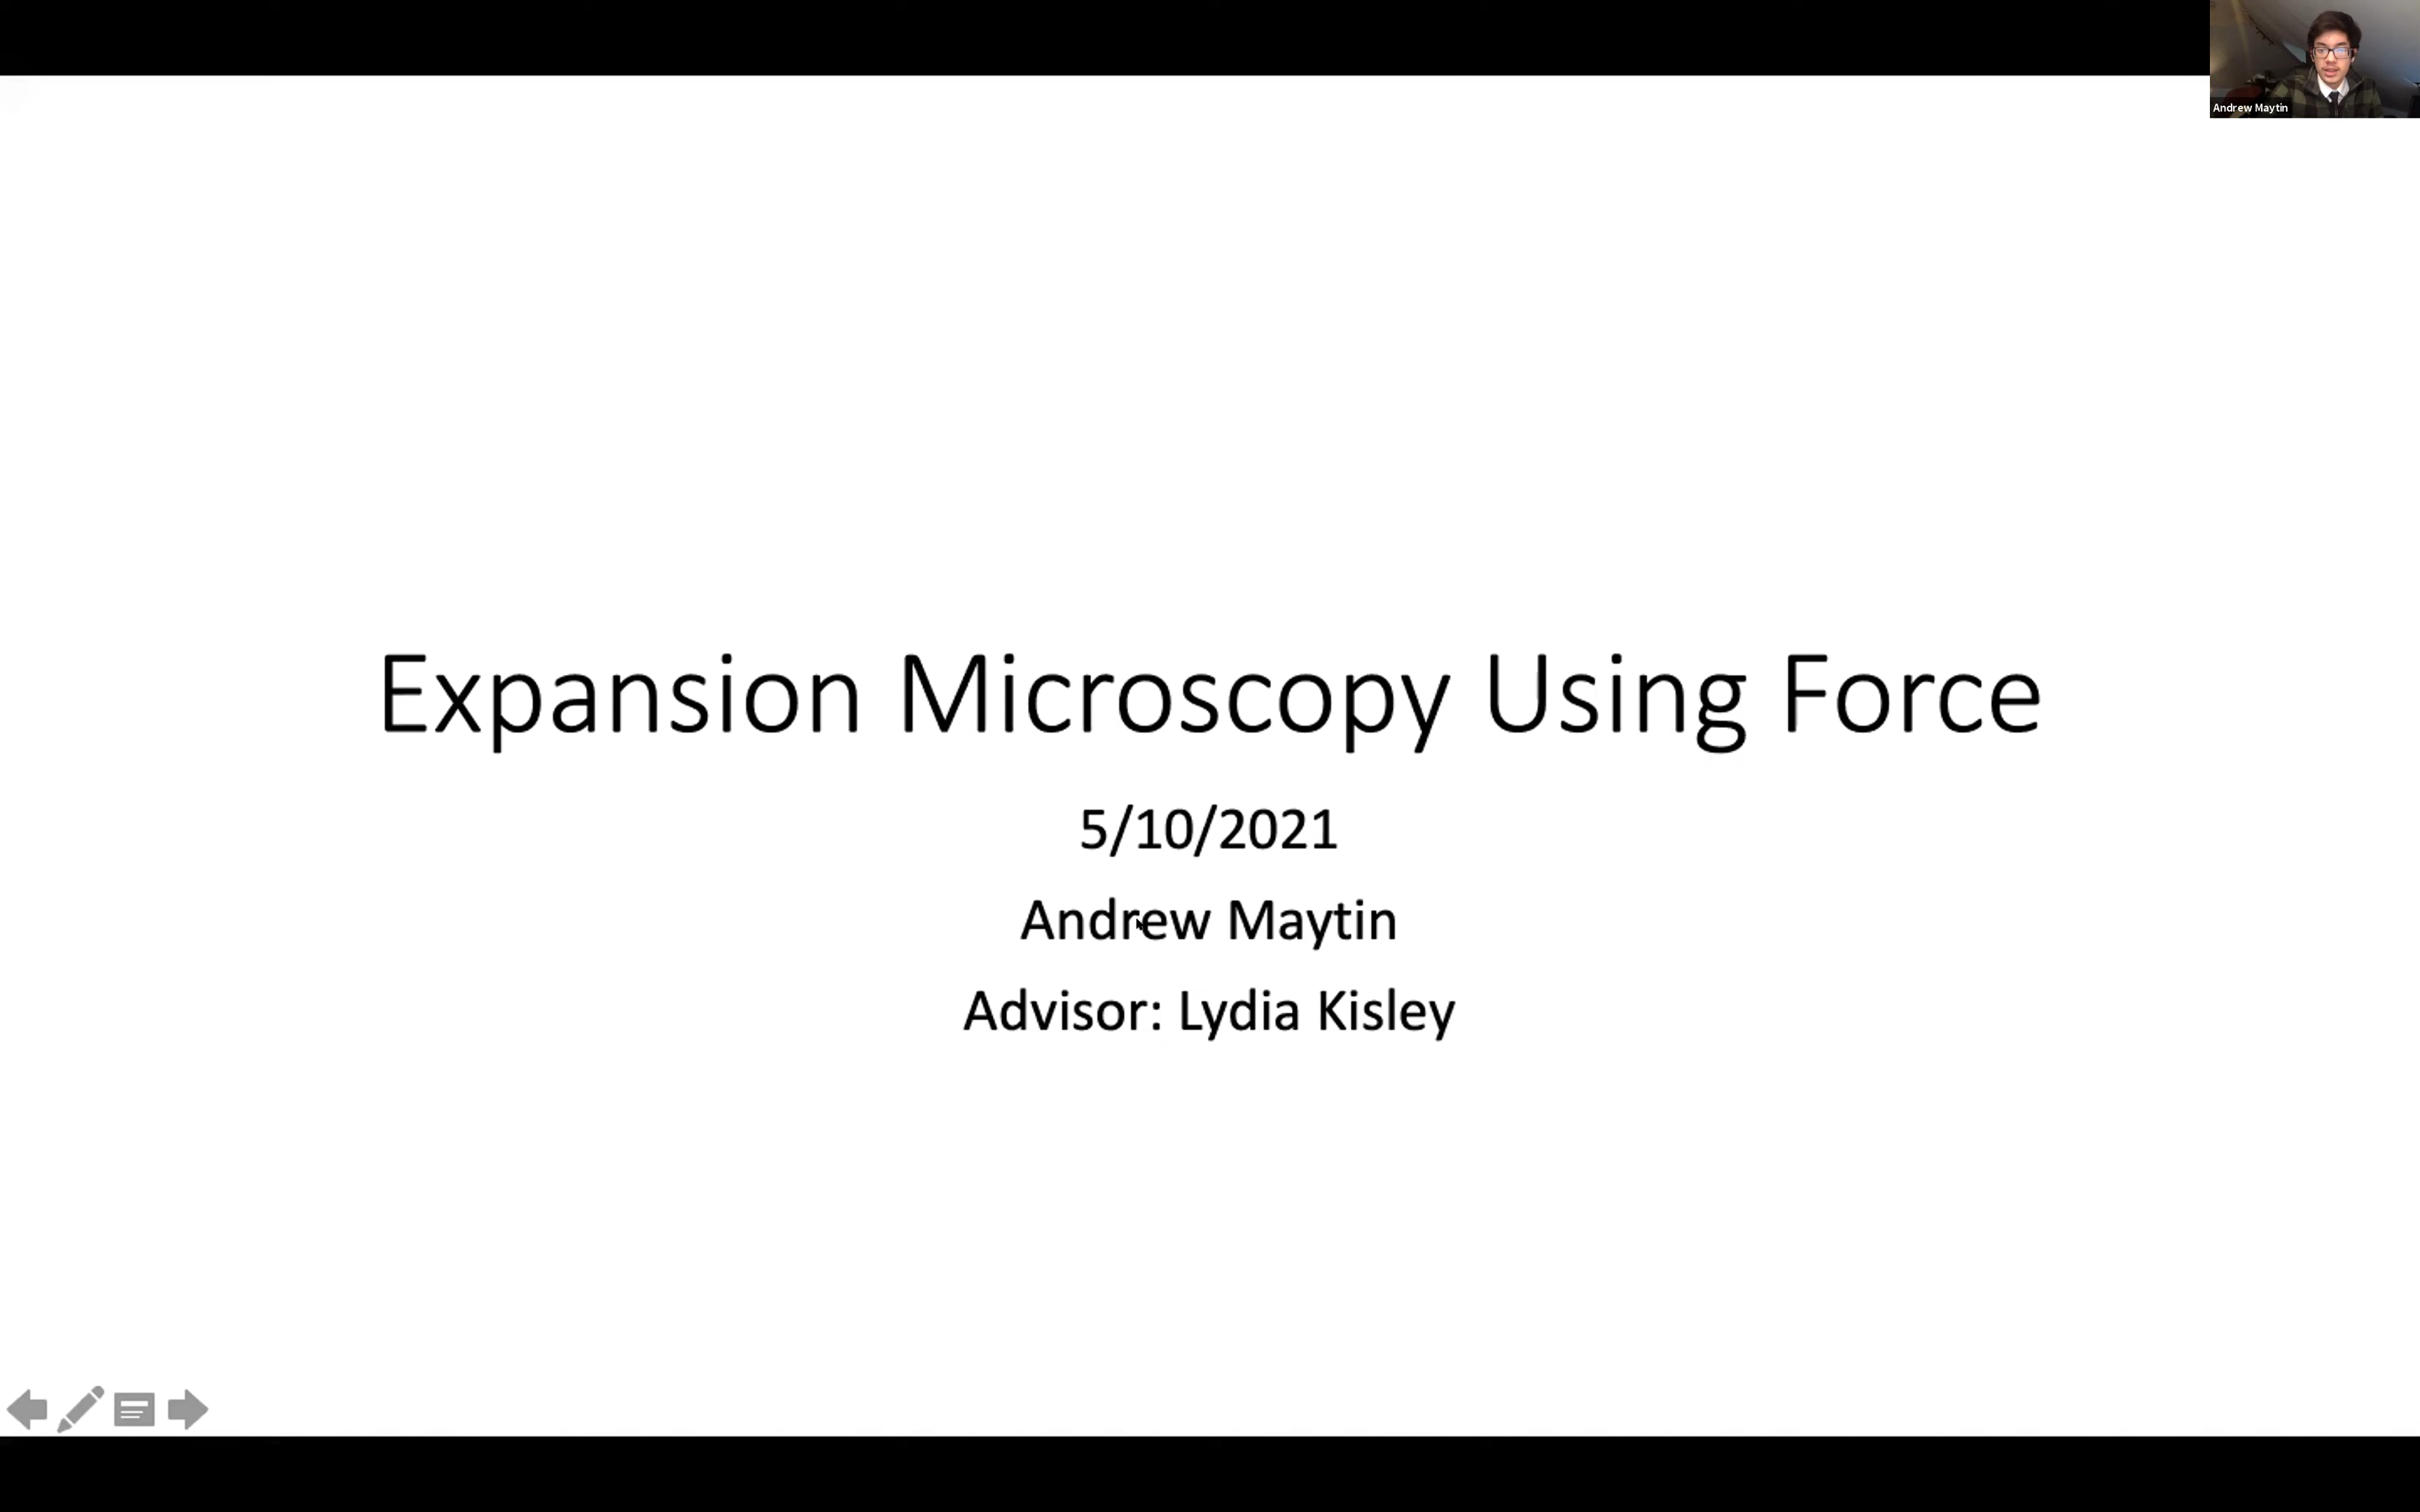 Andrew Maytin
Expansion Microscopy Using Force
5/10/2021
Andrew Maytin
Advisor: Lydia Kisley